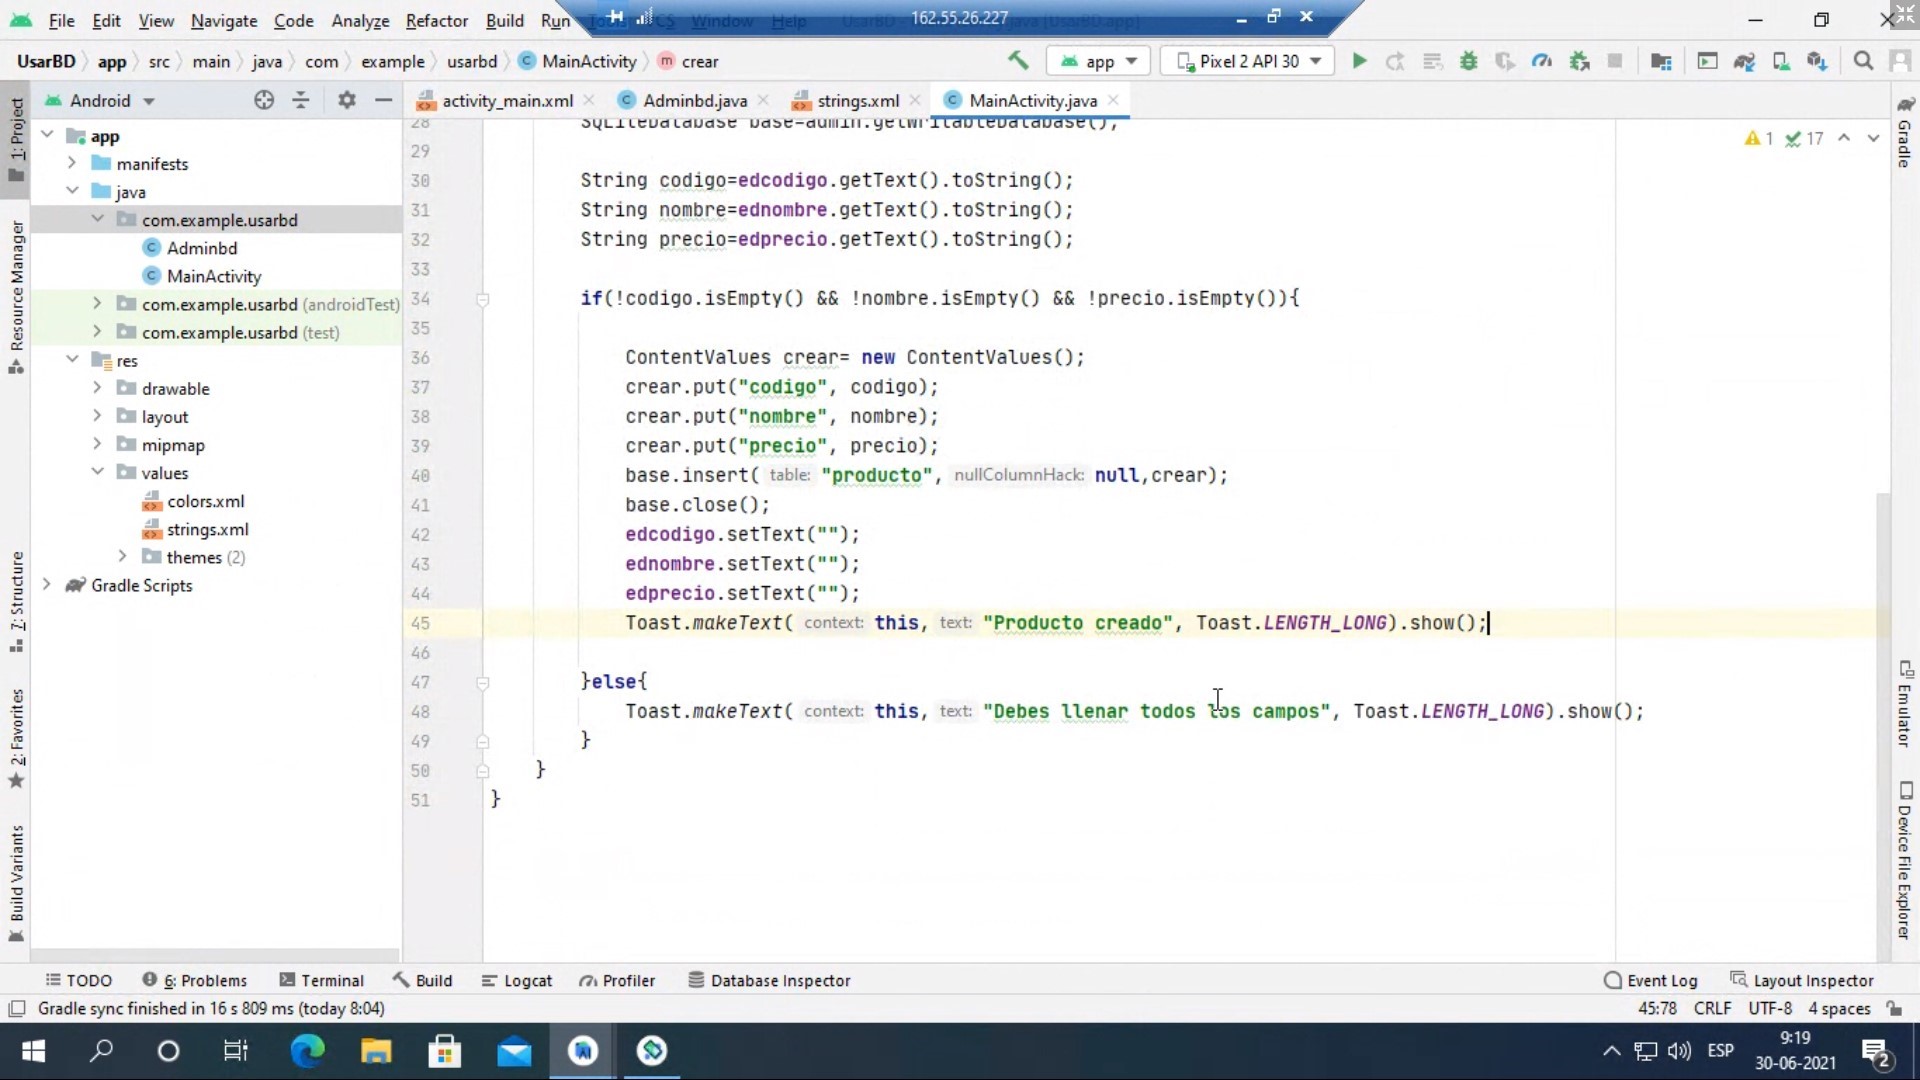 File Edit View Navigate Code Analyze Refactor Build Run Tools VCS Window Help
162.55.26.227
UsarBD app src main java com example usarbd MainActivity crear
app Pixel 2 API 30
Android
activity_main.xml Adminbd.java strings.xml MainActivity.java
1: Project
Resource Manager
7: Structure
2: Favorites
Build Variants
app
manifests
java
com.example.usarbd
Adminbd
MainActivity
com.example.usarbd (androidTest)
com.example.usarbd (test)
res
drawable
layout
mipmap
values
colors.xml
strings.xml
themes (2)
Gradle Scripts
1 17
28 SQLiteDatabase base=admin.getWritableDatabase();
29
30 String codigo=edcodigo.getText().toString();
31 String nombre=ednombre.getText().toString();
32 String precio=edprecio.getText().toString();
33
34 if(!codigo.isEmpty() && !nombre.isEmpty() && !precio.isEmpty()){
35
36 ContentValues crear= new ContentValues();
37 crear.put("codigo", codigo);
38 crear.put("nombre", nombre);
39 crear.put("precio", precio);
40 base.insert( table: "producto", nullColumnHack: null,crear);
41 base.close();
42 edcodigo.setText("");
43 ednombre.setText("");
44 edprecio.setText("");
45 Toast.makeText( context: this, text: "Producto creado", Toast.LENGTH_LONG).show();
46
47 }else{
48 Toast.makeText( context: this, text: "Debes llenar todos los campos", Toast.LENGTH_LONG).show();
49 }
50 }
51 }
Gradle
Emulator
Device File Explorer
TODO 6: Problems Terminal Build Logcat Profiler Database Inspector Event Log Layout Inspector
Gradle sync finished in 16 s 809 ms (today 8:04) 45:78 CRLF UTF-8 4 spaces
ESP
9:19
30-06-2021
2